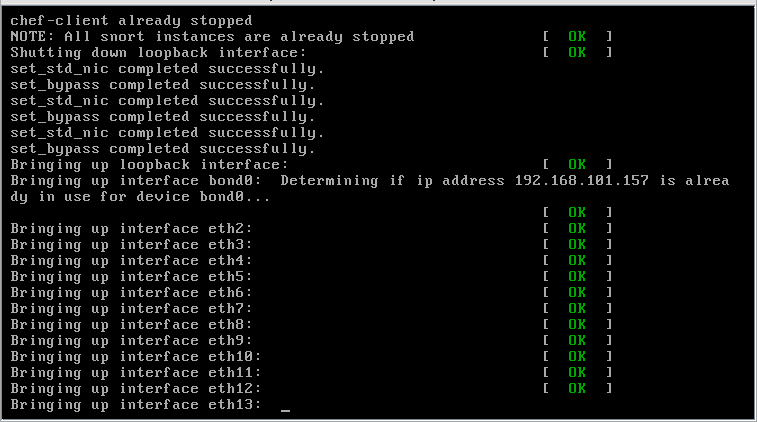 chef-client already stopped
NOTE: All snort instances are already stopped [ OK ]
Shutting down loopback interface: [ OK ]
set_std_nic completed successfully.
set_bypass completed successfully.
set_std_nic completed successfully.
set_bypass completed successfully.
set_std_nic completed successfully.
set_bypass completed successfully.
Bringing up loopback interface: [ OK ]
Bringing up interface bond0: Determining if ip address 192.168.101.157 is alrea
dy in use for device bond0...
[ OK ]
Bringing up interface eth2: [ OK ]
Bringing up interface eth3: [ OK ]
Bringing up interface eth4: [ OK ]
Bringing up interface eth5: [ OK ]
Bringing up interface eth6: [ OK ]
Bringing up interface eth7: [ OK ]
Bringing up interface eth8: [ OK ]
Bringing up interface eth9: [ OK ]
Bringing up interface eth10: [ OK ]
Bringing up interface eth11: [ OK ]
Bringing up interface eth12: [ OK ]
Bringing up interface eth13: _